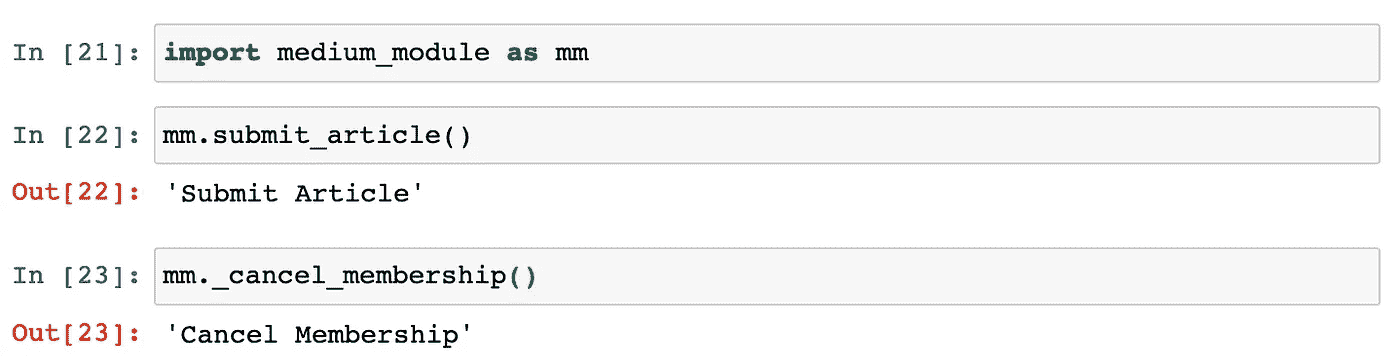 In [21]: import medium_module as mm
In [22]: mm.submit_article()
Out[22]: 'Submit Article'
In [23]: mm._cancel_membership()
Out[23]: 'Cancel Membership'